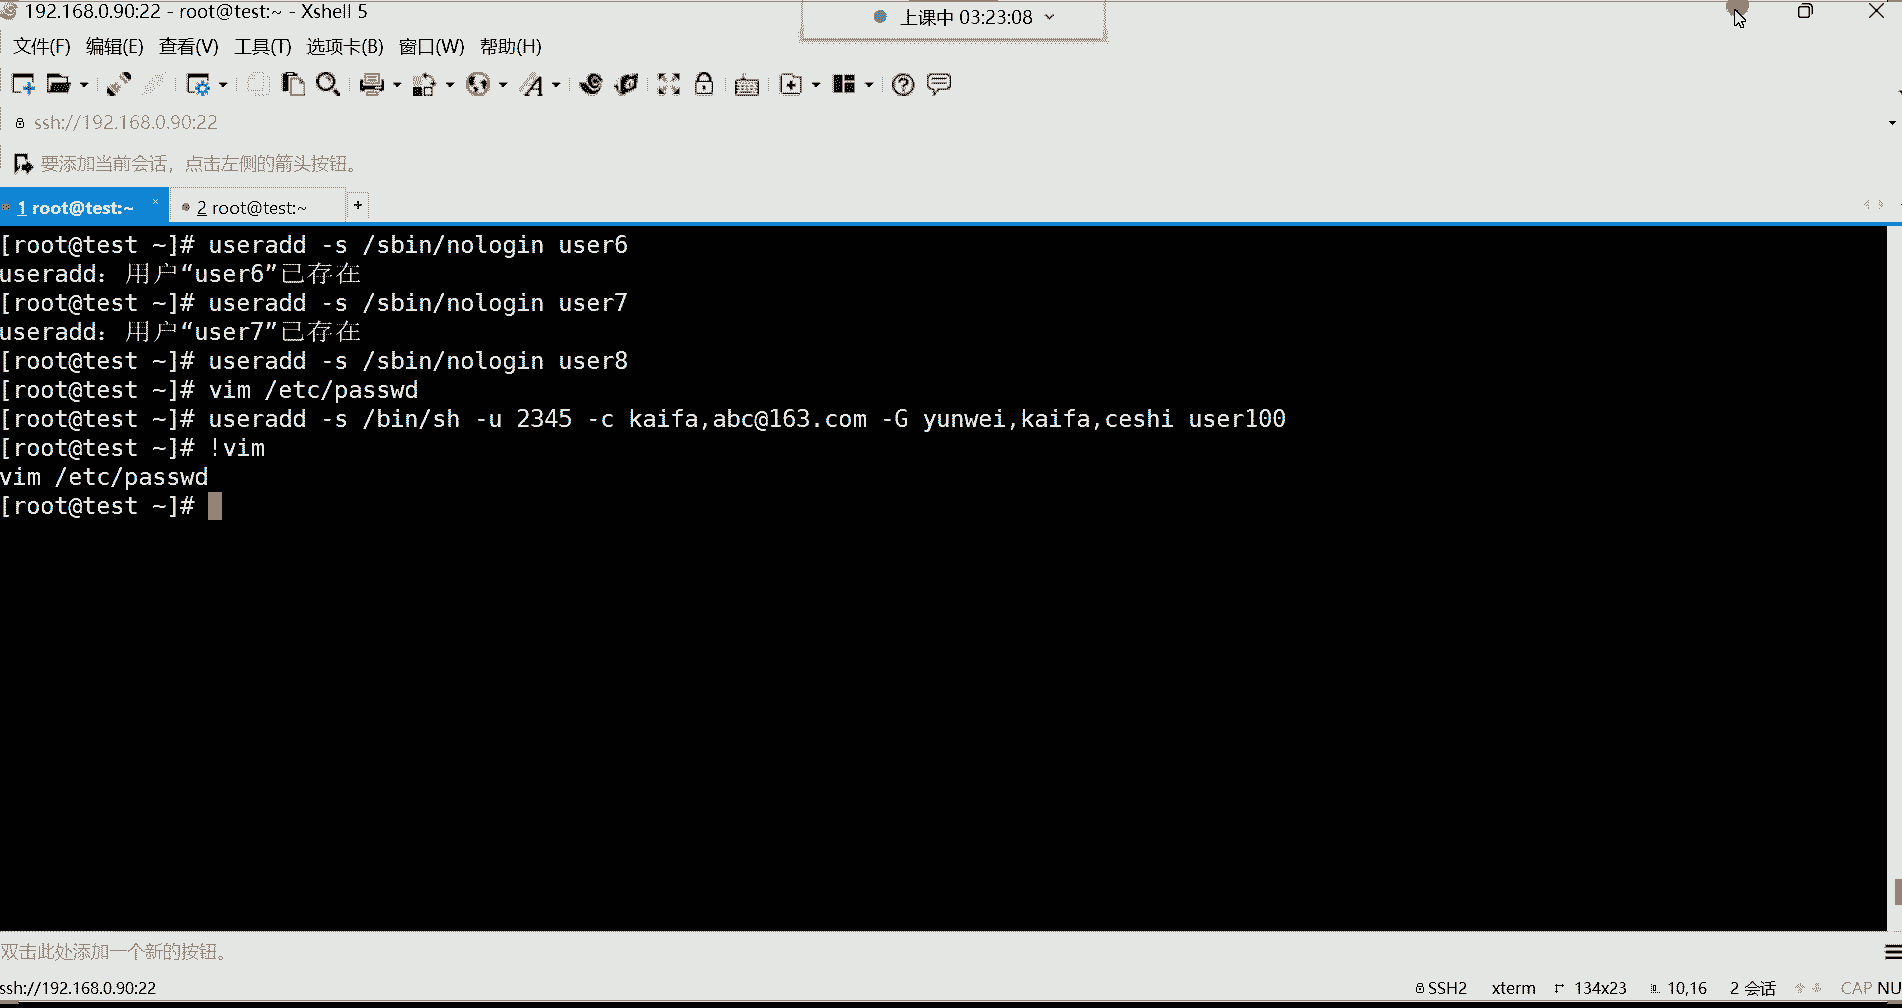 192.168.0.90:22 - root@test:~ - Xshell 5
上课中 03:23:08
文件(F) 编辑(E) 查看(V) 工具(T) 选项卡(B) 窗口(W) 帮助(H)
ssh://192.168.0.90:22
要添加当前会话，点击左侧的箭头按钮。
1 root@test:~ × 2 root@test:~ +
[root@test ~]# useradd -s /sbin/nologin user6
useradd：用户“user6”已存在
[root@test ~]# useradd -s /sbin/nologin user7
useradd：用户“user7”已存在
[root@test ~]# useradd -s /sbin/nologin user8
[root@test ~]# vim /etc/passwd
[root@test ~]# useradd -s /bin/sh -u 2345 -c kaifa,abc@163.com -G yunwei,kaifa,ceshi user100
[root@test ~]# !vim
vim /etc/passwd
[root@test ~]#
双击此处添加一个新的按钮。
ssh://192.168.0.90:22 SSH2 xterm 134x23 10,16 2 会话 CAP NU